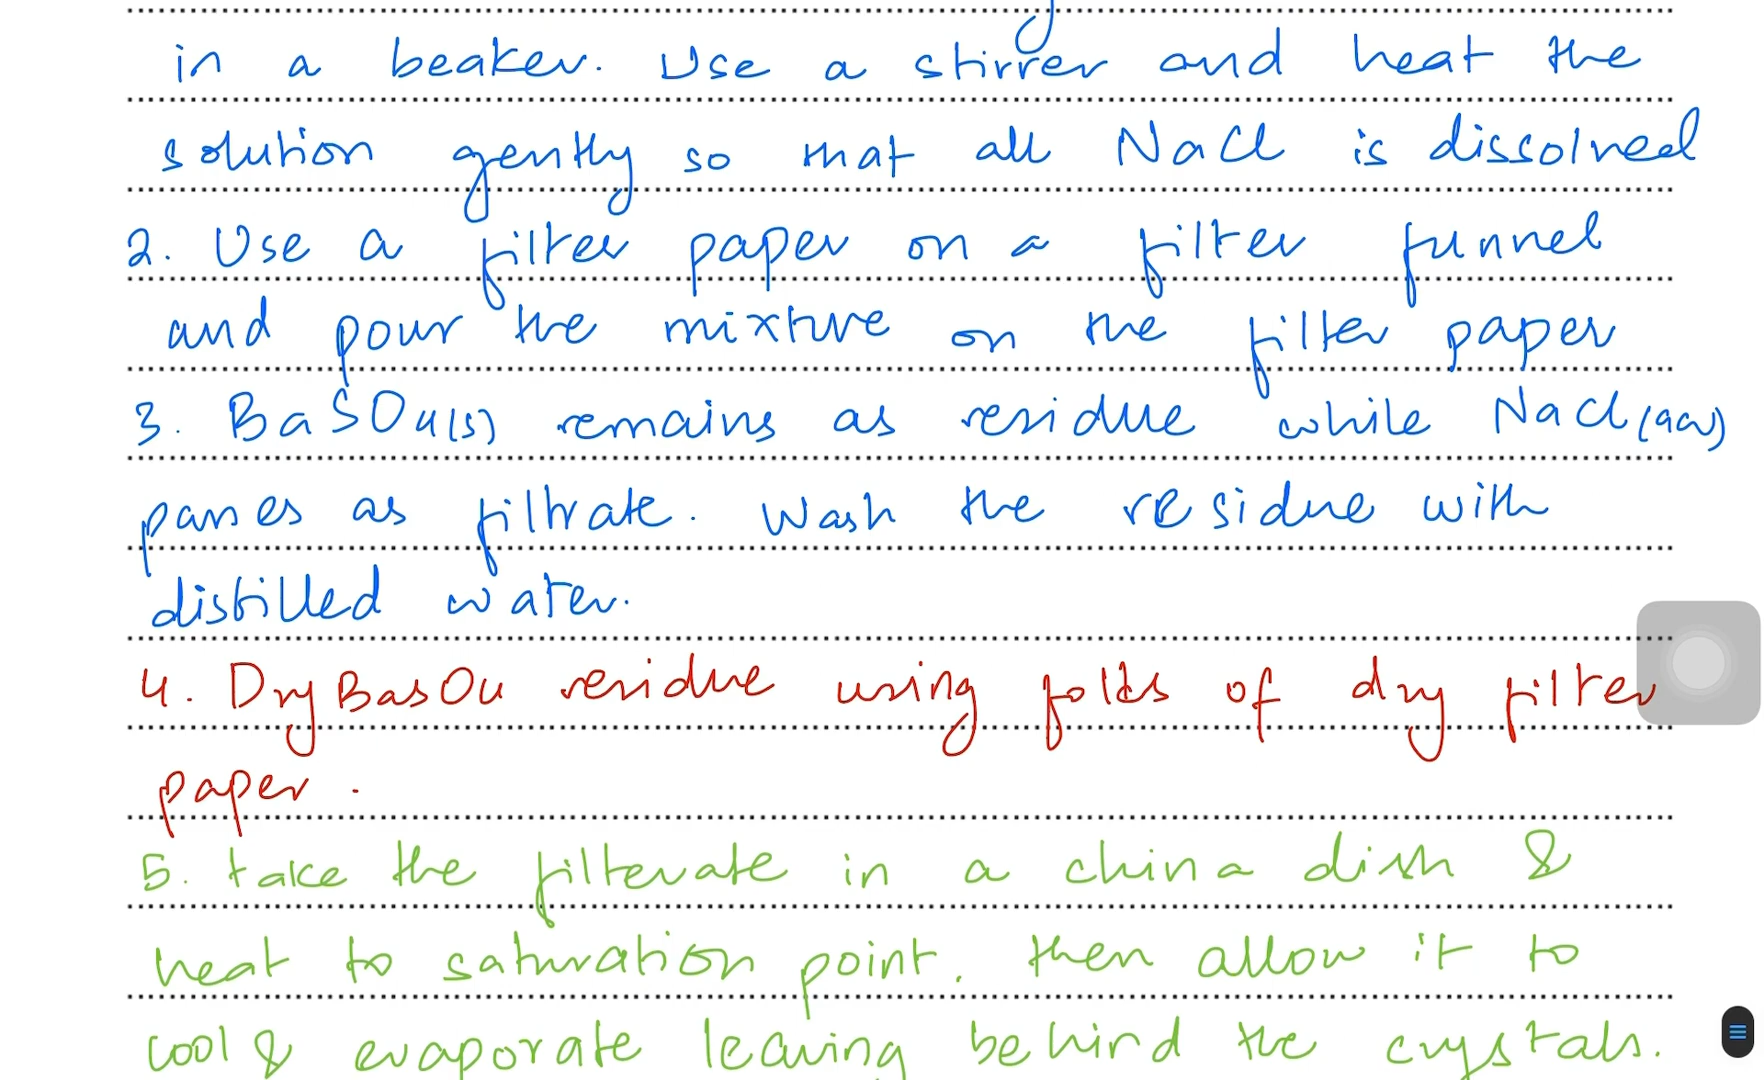 in a beaker. Use a stirrer and heat the
solution gently so that all NaCl is dissolved
2. Use a filter paper on a filter funnel
and pour the mixture on the filter paper
3. BaSO4(s) remains as residue while NaCl(aq)
passes as filtrate. Wash the residue with
distilled water.
4. Dry BasO4 residue using folds of dry filter
paper.
5. take the filterate in a china dish &
heat to saturation point. then allow it to
cool & evaporate leaving behind the crystals.